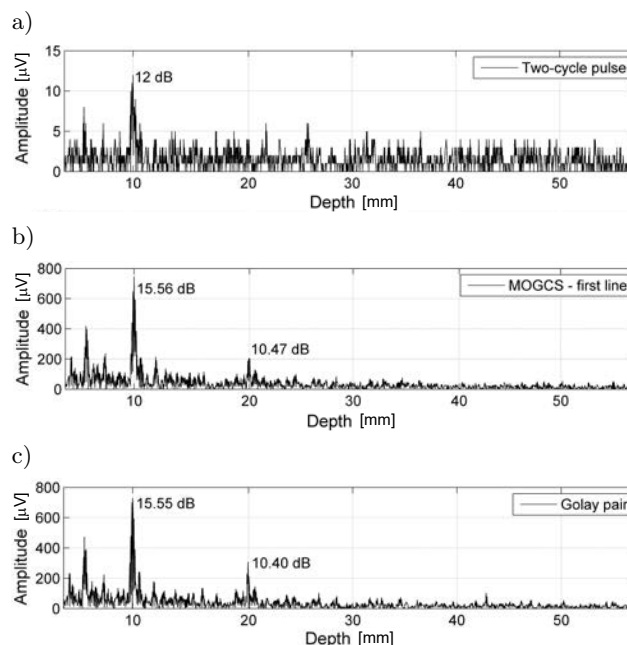 a)
15
10
5
0
Amplitude [µV]
12 dB
Two-cycle pulse
10 20 30 40 50
Depth [mm]
b)
800
600
400
200
0
Amplitude [µV]
15.56 dB
10.47 dB
MOGCS - first line
10 20 30 40 50
Depth [mm]
c)
800
600
400
200
0
Amplitude [µV]
15.55 dB
10.40 dB
Golay pair
10 20 30 40 50
Depth [mm]